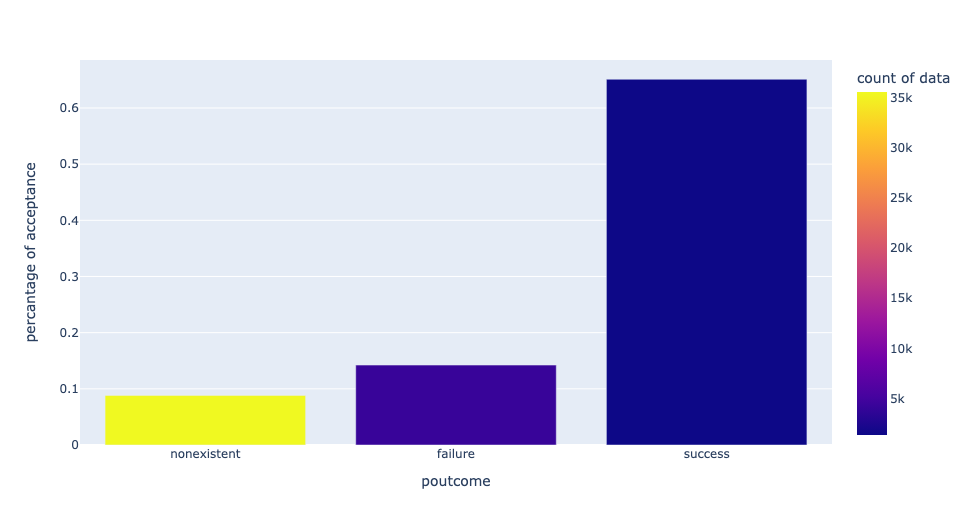 count of data
35k
30k
25k
20k
15k
10k
5k
percantage of acceptance
0.6
0.5
0.4
0.3
0.2
0.1
0
nonexistent
failure
success
poutcome